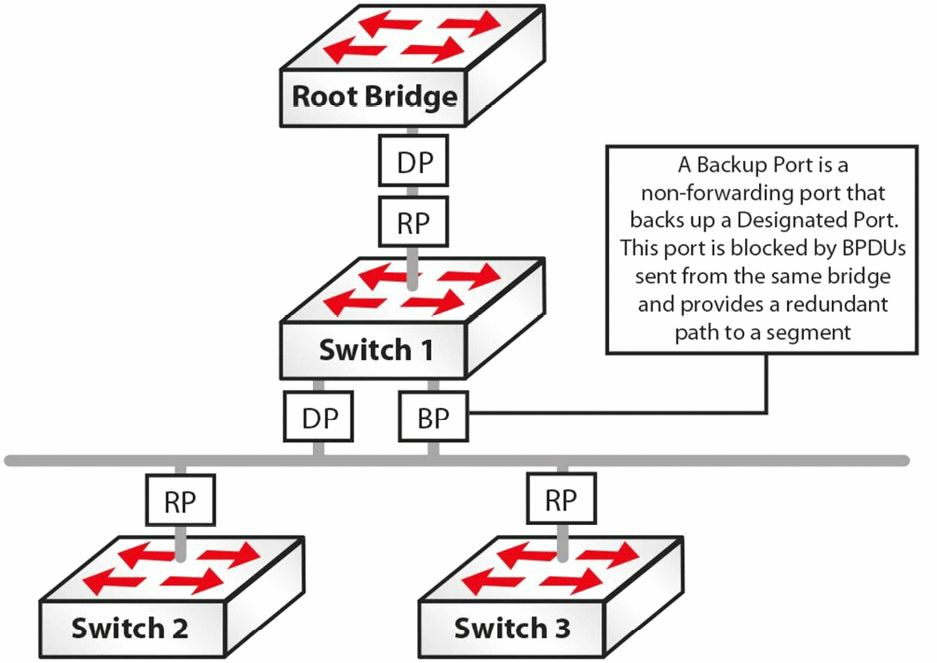 Root Bridge
DP
RP
A Backup Port is a
non-forwarding port that
backs up a Designated Port.
This port is blocked by BPDUs
sent from the same bridge
and provides a redundant
path to a segment
Switch 1
DP
BP
RP
RP
Switch 2
Switch 3